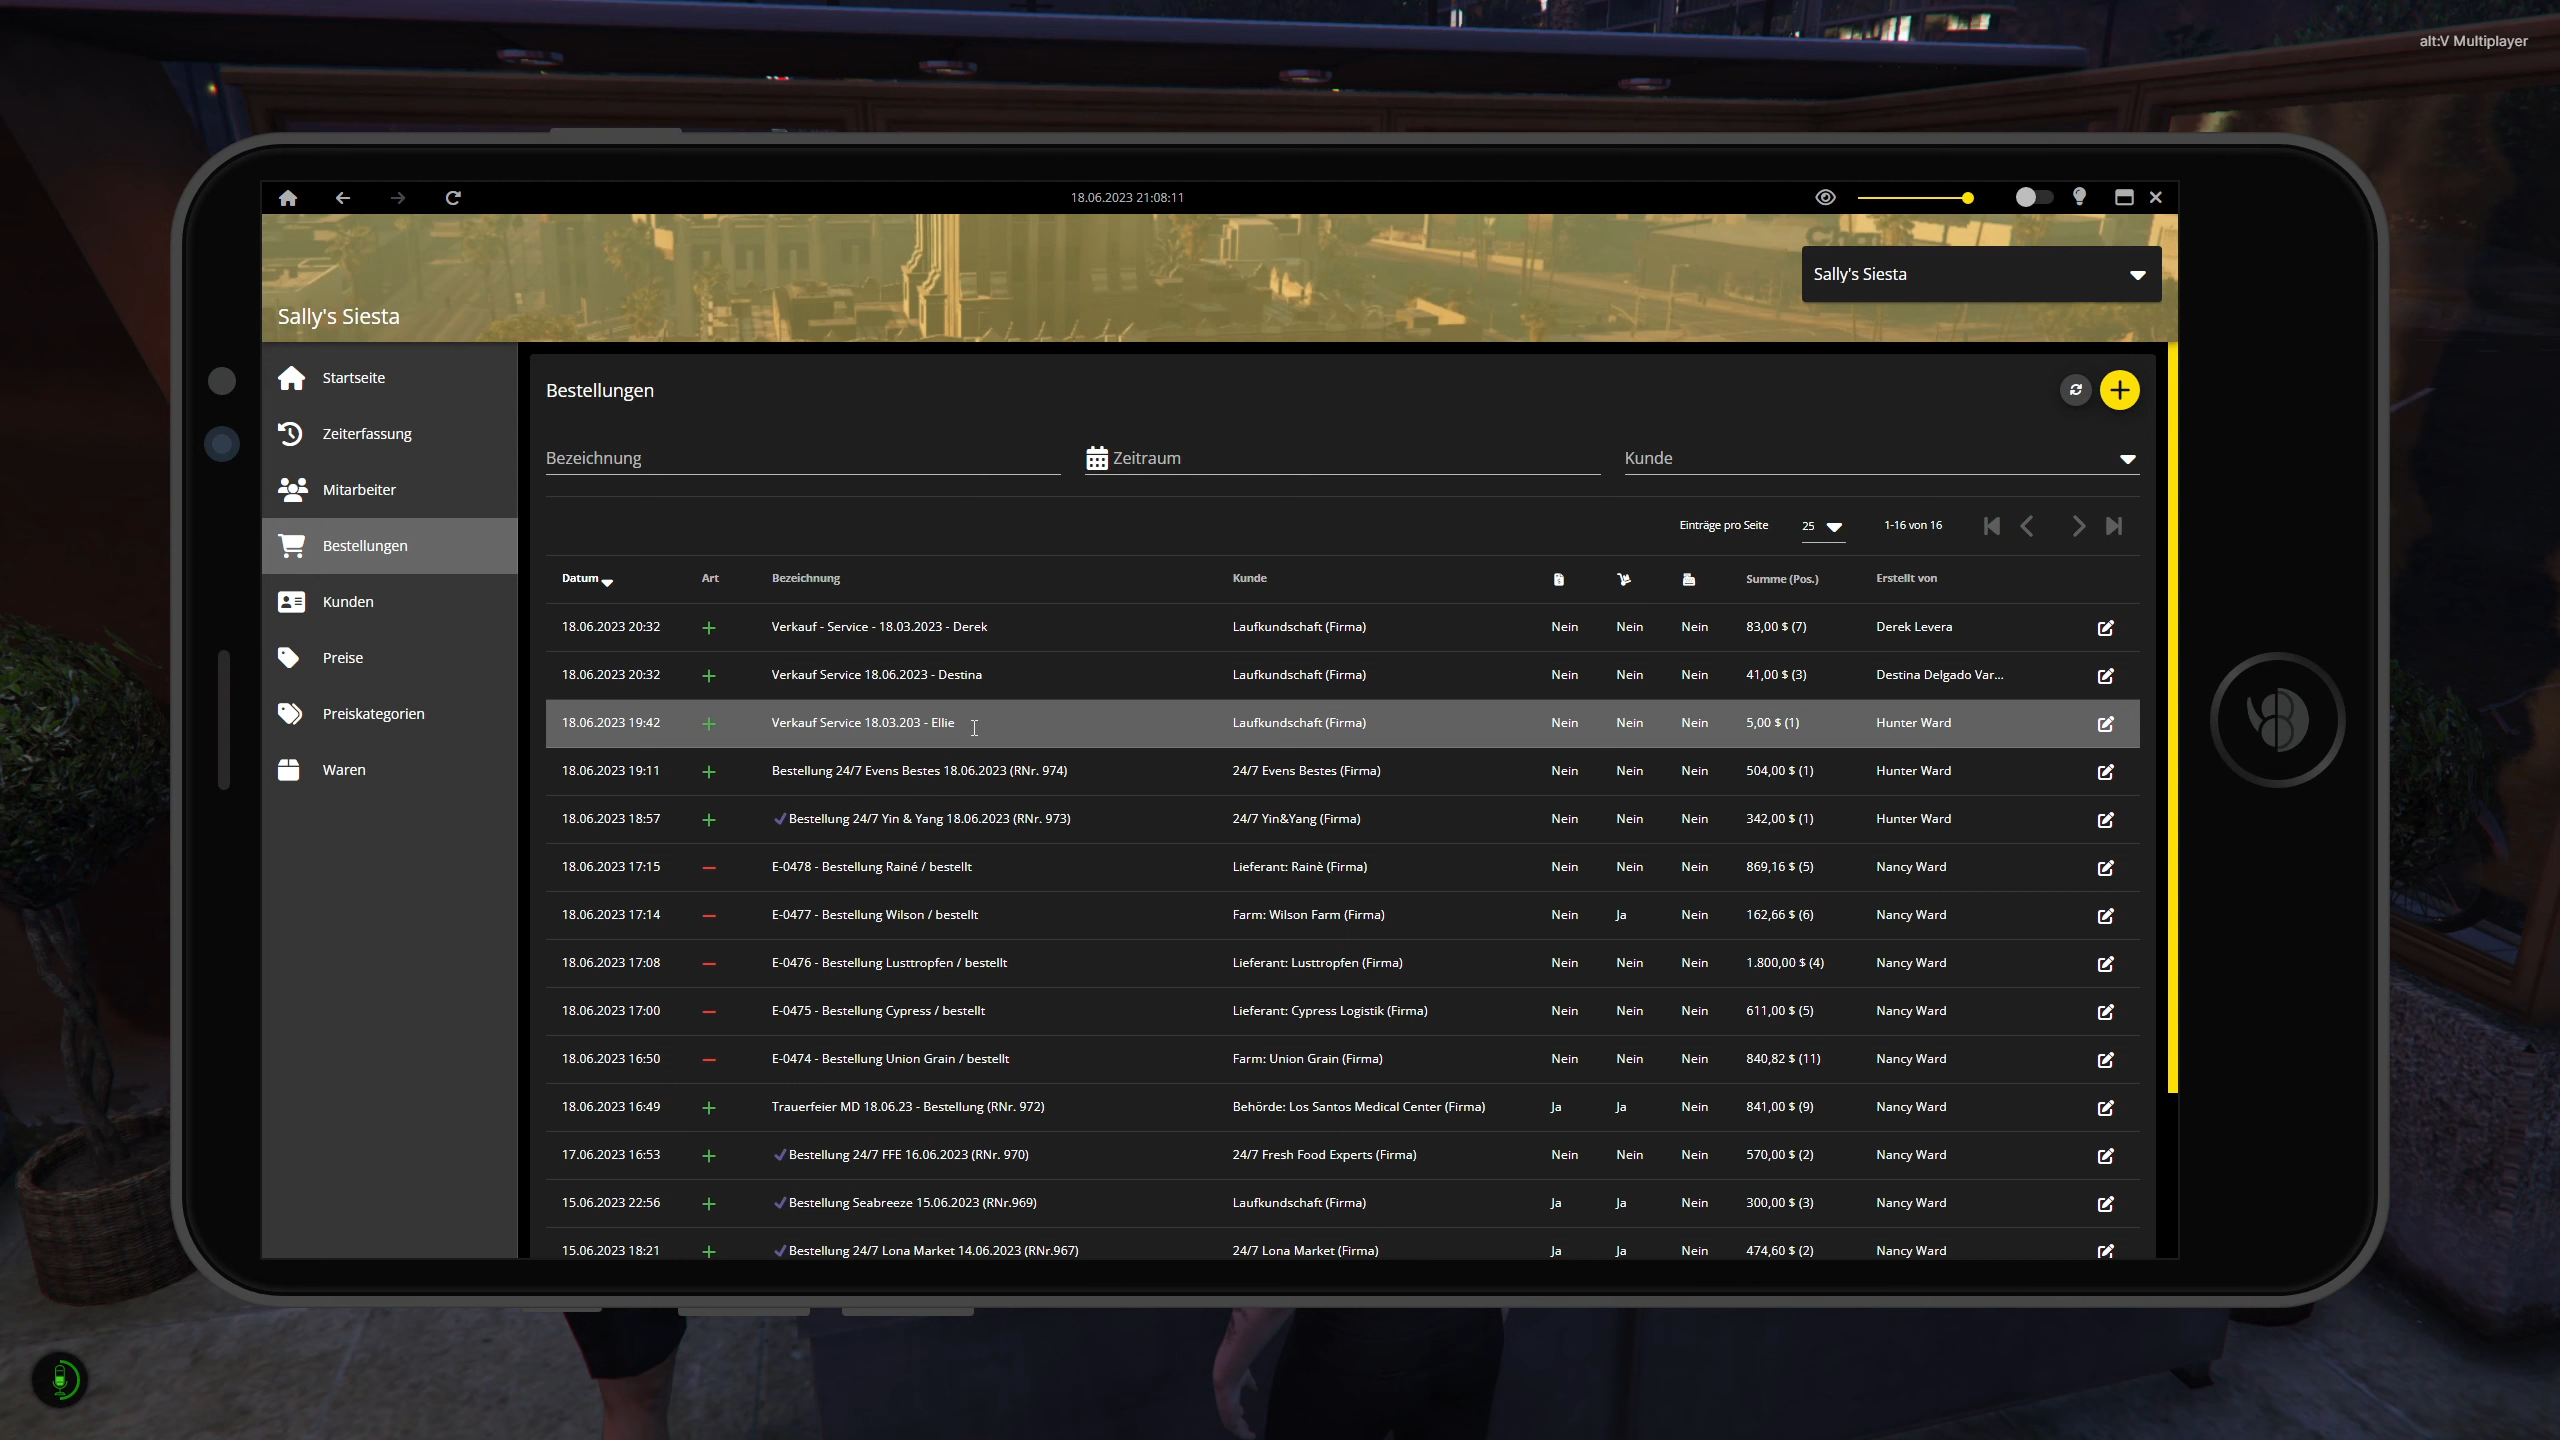 alt:V Multiplayer
18.06.2023 21:08:11
Sally's Siesta
Sally's Siesta
Startseite
Zeiterfassung
Mitarbeiter
Bestellungen
Kunden
Preise
Preiskategorien
Waren
Bestellungen
Bezeichnung Zeitraum Kunde
Einträge pro Seite 25 1-16 von 16
Datum Art Bezeichnung Kunde Summe (Pos.) Erstellt von
18.06.2023 20:32 + Verkauf - Service - 18.03.2023 - Derek Laufkundschaft (Firma) Nein Nein Nein 83,00 $ (7) Derek Levera
18.06.2023 20:32 + Verkauf Service 18.06.2023 - Destina Laufkundschaft (Firma) Nein Nein Nein 41,00 $ (3) Destina Delgado Var...
18.06.2023 19:42 + Verkauf Service 18.03.203 - Ellie Laufkundschaft (Firma) Nein Nein Nein 5,00 $ (1) Hunter Ward
18.06.2023 19:11 + Bestellung 24/7 Evens Bestes 18.06.2023 (RNr. 974) 24/7 Evens Bestes (Firma) Nein Nein Nein 504,00 $ (1) Hunter Ward
18.06.2023 18:57 + Bestellung 24/7 Yin & Yang 18.06.2023 (RNr. 973) 24/7 Yin&Yang (Firma) Nein Nein Nein 342,00 $ (1) Hunter Ward
18.06.2023 17:15 − E-0478 - Bestellung Rainé / bestellt Lieferant: Rainè (Firma) Nein Nein Nein 869,16 $ (5) Nancy Ward
18.06.2023 17:14 − E-0477 - Bestellung Wilson / bestellt Farm: Wilson Farm (Firma) Nein Ja Nein 162,66 $ (6) Nancy Ward
18.06.2023 17:08 − E-0476 - Bestellung Lusttropfen / bestellt Lieferant: Lusttropfen (Firma) Nein Nein Nein 1.800,00 $ (4) Nancy Ward
18.06.2023 17:00 − E-0475 - Bestellung Cypress / bestellt Lieferant: Cypress Logistik (Firma) Nein Nein Nein 611,00 $ (5) Nancy Ward
18.06.2023 16:50 − E-0474 - Bestellung Union Grain / bestellt Farm: Union Grain (Firma) Nein Nein Nein 840,82 $ (11) Nancy Ward
18.06.2023 16:49 + Trauerfeier MD 18.06.23 - Bestellung (RNr. 972) Behörde: Los Santos Medical Center (Firma) Ja Ja Nein 841,00 $ (9) Nancy Ward
17.06.2023 16:53 + Bestellung 24/7 FFE 16.06.2023 (RNr. 970) 24/7 Fresh Food Experts (Firma) Nein Nein Nein 570,00 $ (2) Nancy Ward
15.06.2023 22:56 + Bestellung Seabreeze 15.06.2023 (RNr.969) Laufkundschaft (Firma) Ja Ja Nein 300,00 $ (3) Nancy Ward
15.06.2023 18:21 + Bestellung 24/7 Lona Market 14.06.2023 (RNr.967) 24/7 Lona Market (Firma) Ja Ja Nein 474,60 $ (2) Nancy Ward